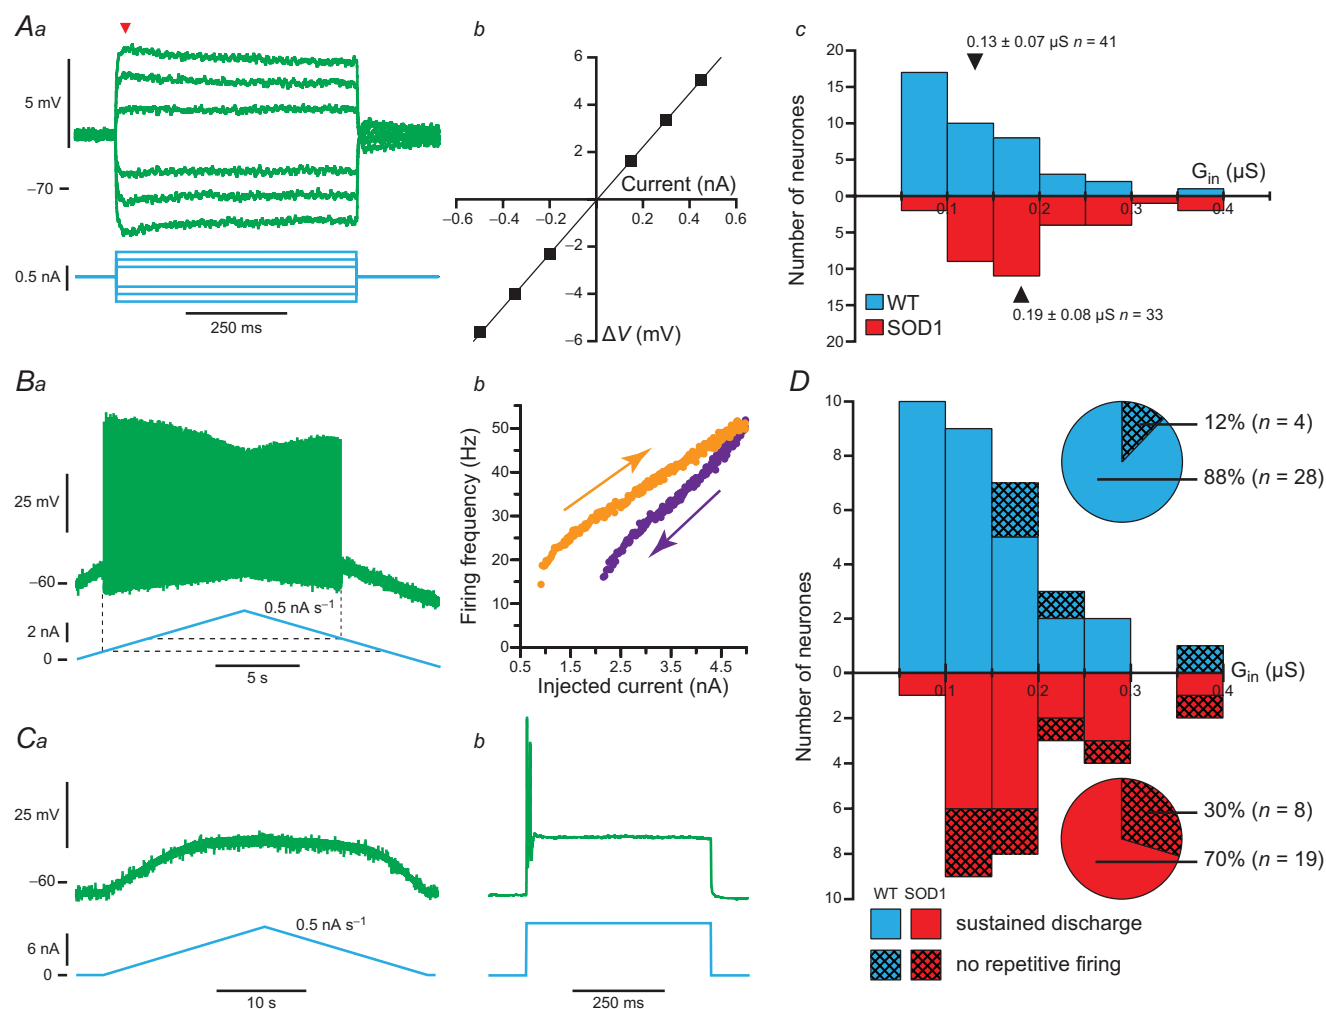 Aa
5 mV
–70
0.5 nA
250 ms
b
6
4
2
Current (nA)
–0.6
–0.4
–0.2
0.2
0.4
0.6
–2
–4
–6
ΔV (mV)
c
0.13 ± 0.07 µS n = 41
20
15
10
5
0
0
5
10
15
20
Number of neurones
Gin (µS)
0.1
0.2
0.3
0.4
WT
SOD1
0.19 ± 0.08 µS n = 33
Ba
25 mV
–60
0.5 nA s–1
2 nA
0
5 s
b
Firing frequency (Hz)
50
40
30
20
10
0
0.5
1.5
2.5
3.5
4.5
Injected current (nA)
Ca
25 mV
–60
0.5 nA s–1
6 nA
0
10 s
b
250 ms
D
10
8
6
4
2
0
2
4
6
8
10
Number of neurones
12% (n = 4)
88% (n = 28)
Gin (µS)
0.1
0.2
0.3
0.4
30% (n = 8)
70% (n = 19)
WT SOD1
sustained discharge
no repetitive firing